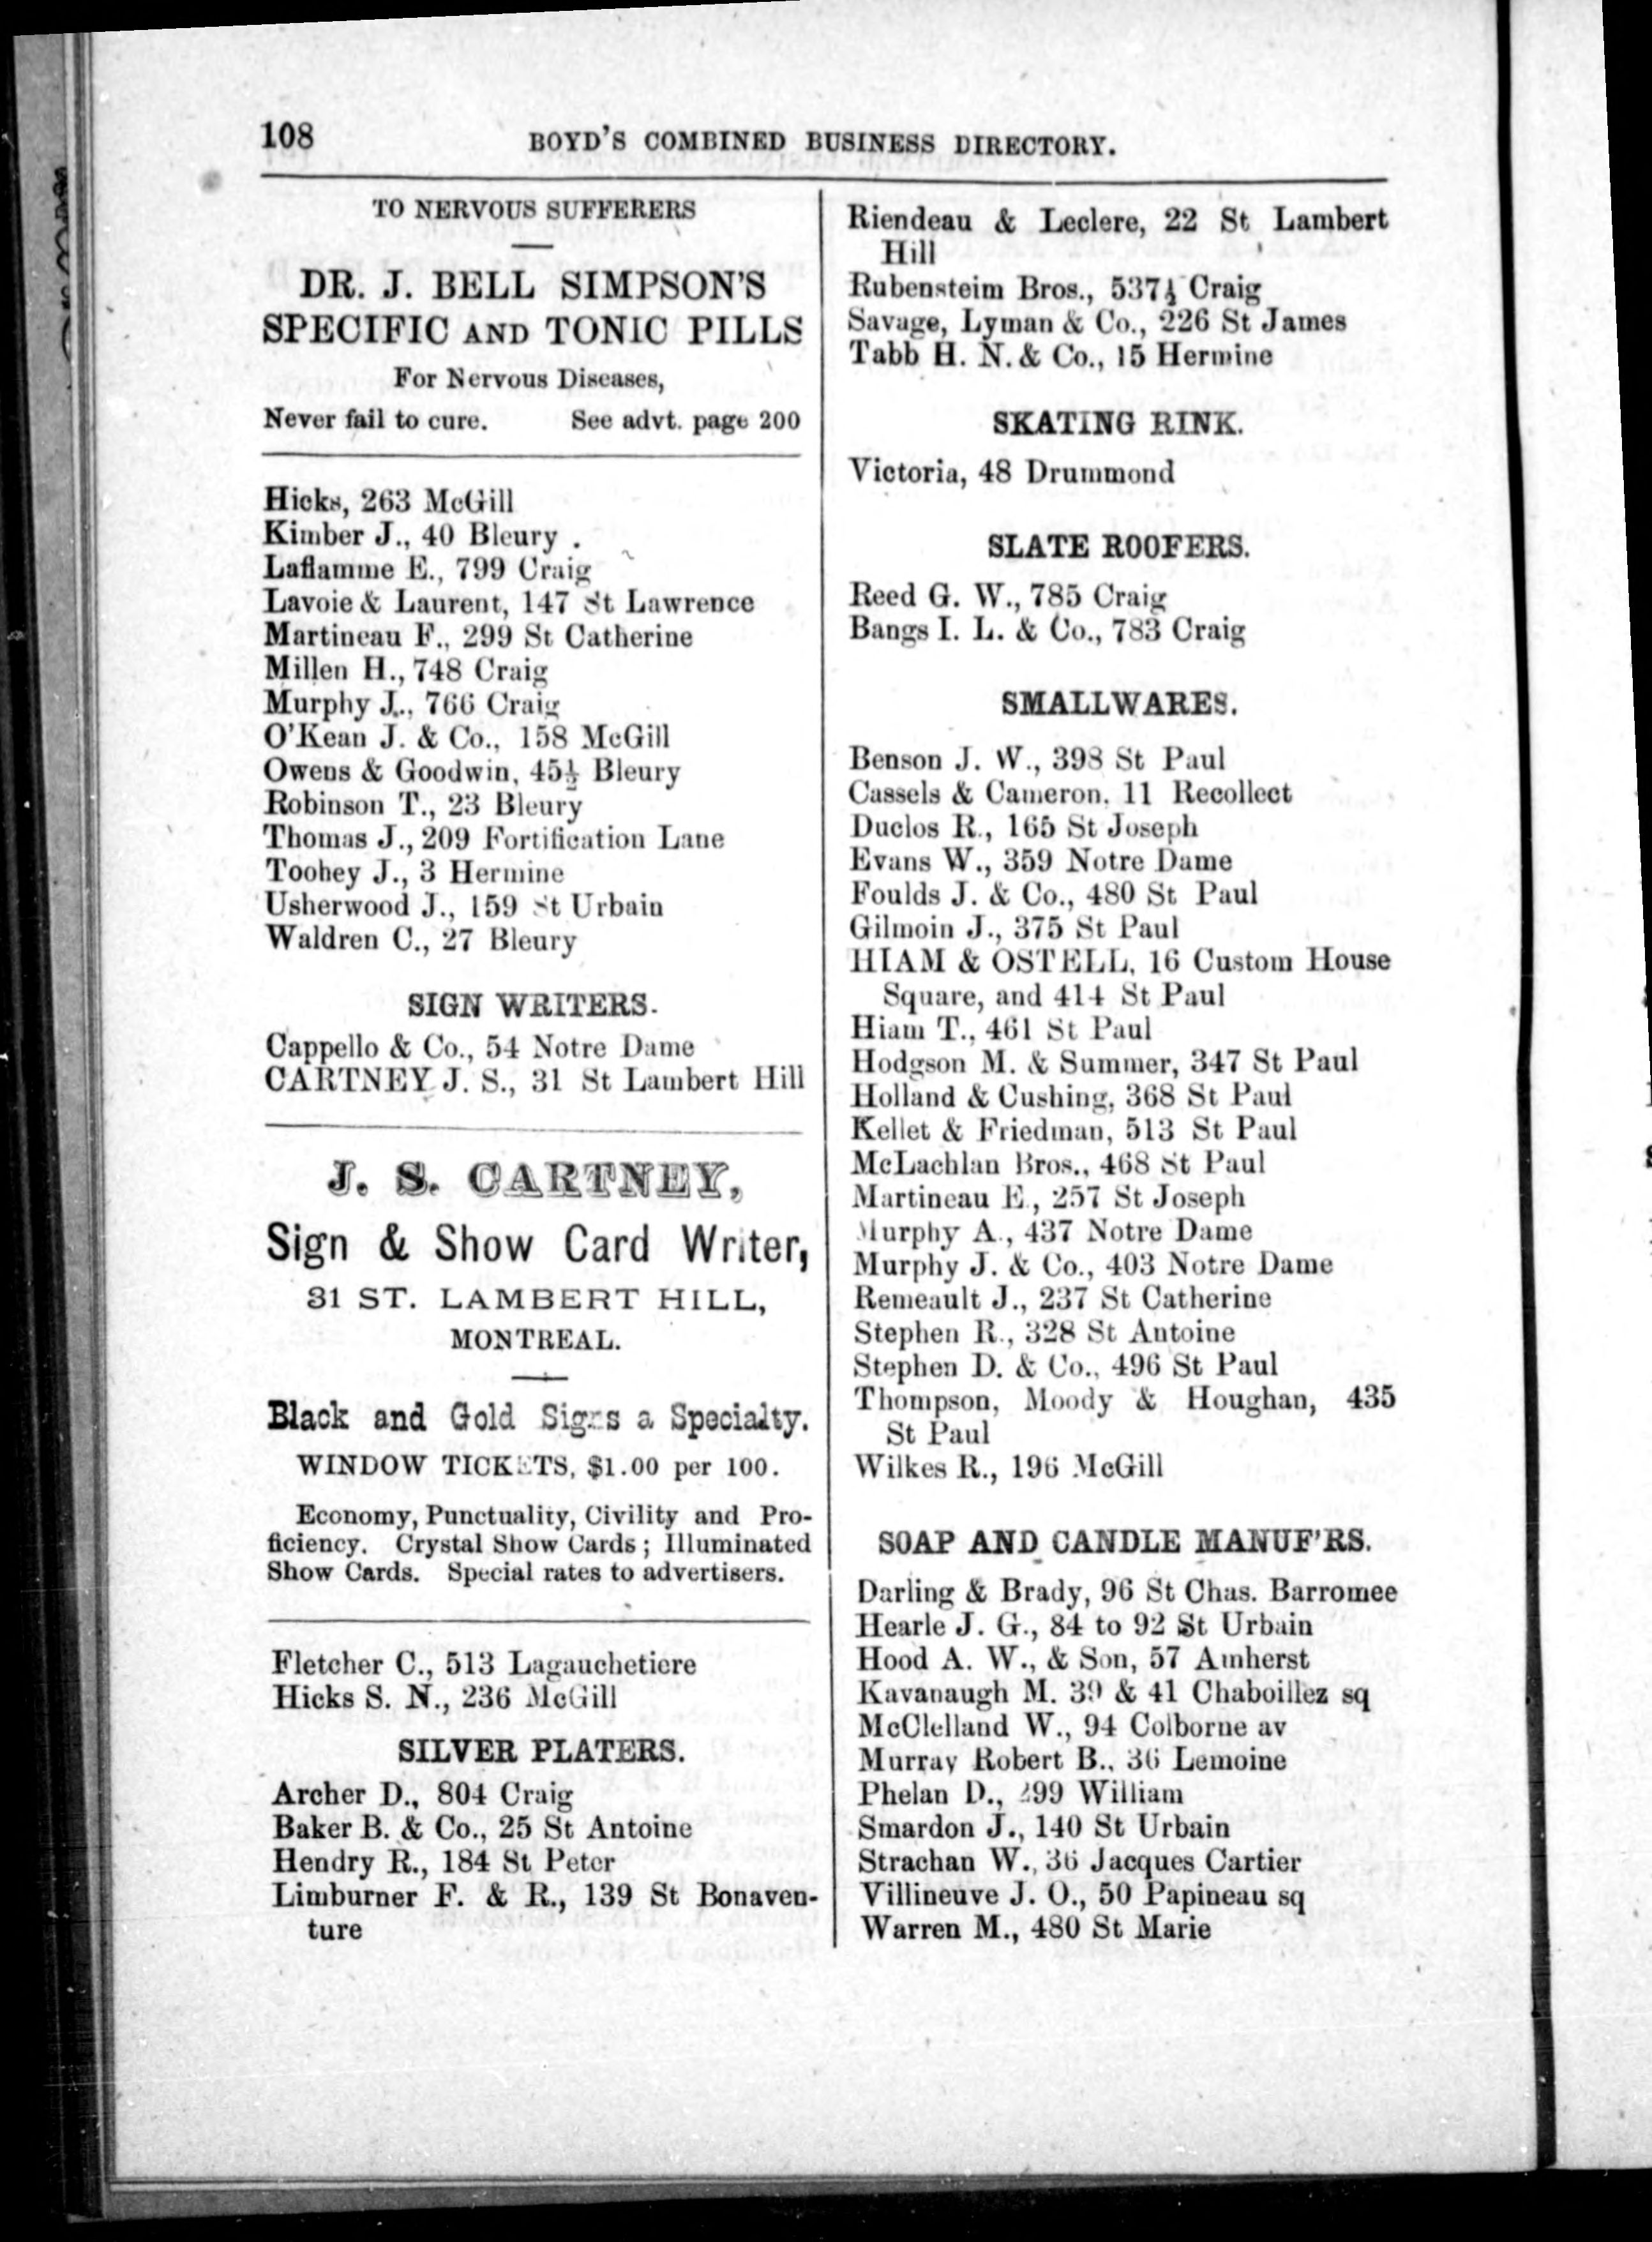 108
BOYD'S COMBINED BUSINESS DIRECTORY.
TO NERVOUS SUFFERERS
DR. J. BELL SIMPSON'S
SPECIFIC AND TONIC PILLS
For Nervous Diseases,
Never fail to cure. See advt. page 200
Hicks, 263 McGill
Kimber J., 40 Bleury
Laflamme E., 799 Craig
Lavoie & Laurent, 147 St Lawrence
Martineau F., 299 St Catherine
Millen H., 748 Craig
Murphy J., 766 Craig
O'Kean J. & Co., 158 McGill
Owens & Goodwin, 45½ Bleury
Robinson T., 23 Bleury
Thomas J., 209 Fortification Lane
Toohey J., 3 Hermine
Usherwood J., 159 St Urbain
Waldren C., 27 Bleury
SIGN WRITERS.
Cappello & Co., 54 Notre Dame
CARTNEY J. S., 31 St Lambert Hill
J. S. CARTNEY,
Sign & Show Card Writer,
31 ST. LAMBERT HILL,
MONTREAL.
Black and Gold Signs a Specialty.
WINDOW TICKETS, $1.00 per 100.
Economy, Punctuality, Civility and Pro-
ficiency. Crystal Show Cards; Illuminated
Show Cards. Special rates to advertisers.
Fletcher C., 513 Lagauchetiere
Hicks S. N., 236 McGill
SILVER PLATERS.
Archer D., 804 Craig
Baker B. & Co., 25 St Antoine
Hendry R., 184 St Peter
Limburner F. & R., 139 St Bonaven-
ture
Riendeau & Leclere, 22 St Lambert
Hill
Rubensteim Bros., 537½ Craig
Savage, Lyman & Co., 226 St James
Tabb H. N. & Co., 15 Hermine
SKATING RINK.
Victoria, 48 Drummond
SLATE ROOFERS.
Reed G. W., 785 Craig
Bangs I. L. & Co., 783 Craig
SMALLWARES.
Benson J. W., 398 St Paul
Cassels & Cameron, 11 Recollect
Duclos R., 165 St Joseph
Evans W., 359 Notre Dame
Foulds J. & Co., 480 St Paul
Gilmoin J., 375 St Paul
HIAM & OSTELL, 16 Custom House
Square, and 414 St Paul
Hiam T., 461 St Paul
Hodgson M. & Summer, 347 St Paul
Holland & Cushing, 368 St Paul
Kellet & Friedman, 513 St Paul
McLachlan Bros., 468 St Paul
Martineau E., 257 St Joseph
Murphy A., 437 Notre Dame
Murphy J. & Co., 403 Notre Dame
Remeault J., 237 St Catherine
Stephen R., 328 St Antoine
Stephen D. & Co., 496 St Paul
Thompson, Moody & Houghan, 435
St Paul
Wilkes R., 196 McGill
SOAP AND CANDLE MANUF'RS.
Darling & Brady, 96 St Chas. Barromee
Hearle J. G., 84 to 92 St Urbain
Hood A. W., & Son, 57 Amherst
Kavanaugh M. 39 & 41 Chaboillez sq
McClelland W., 94 Colborne av
Murray Robert B., 36 Lemoine
Phelan D., 299 William
Smardon J., 140 St Urbain
Strachan W., 36 Jacques Cartier
Villineuve J. O., 50 Papineau sq
Warren M., 480 St Marie